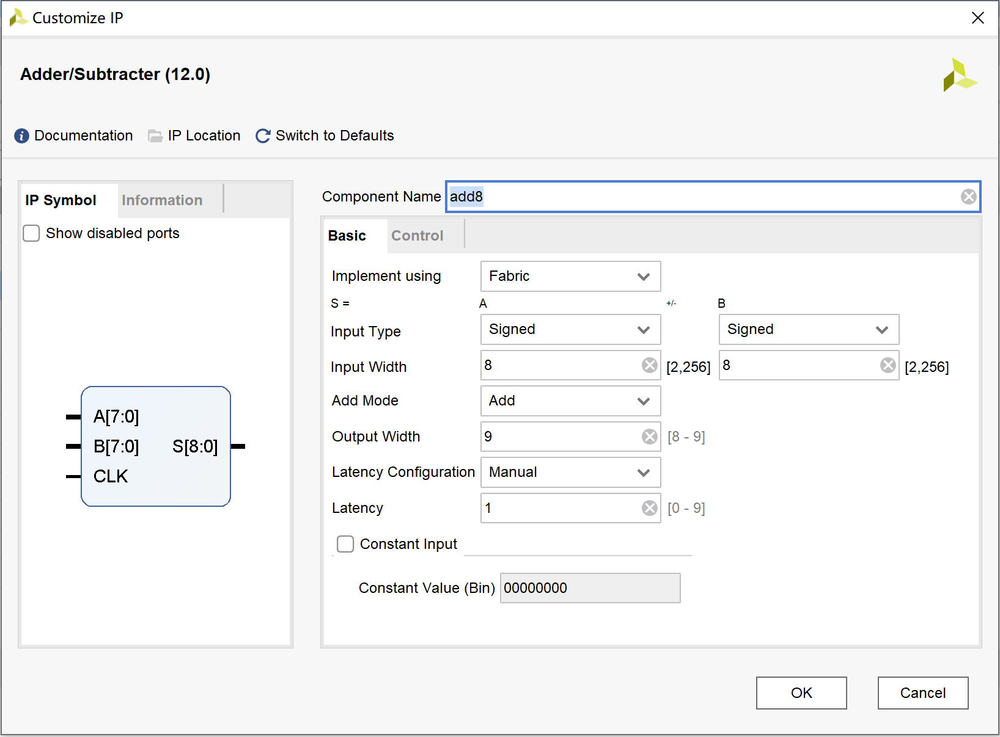 Customize IP
Adder/Subtracter (12.0)
Documentation IP Location Switch to Defaults
IP Symbol Information
Show disabled ports
A[7:0]
B[7:0] S[8:0]
CLK
Component Name add8
Basic Control
Implement using Fabric
S = A +/- B
Input Type Signed Signed
Input Width 8 [2,256] 8 [2,256]
Add Mode Add
Output Width 9 [8 - 9]
Latency Configuration Manual
Latency 1 [0 - 9]
Constant Input
Constant Value (Bin) 00000000
OK Cancel